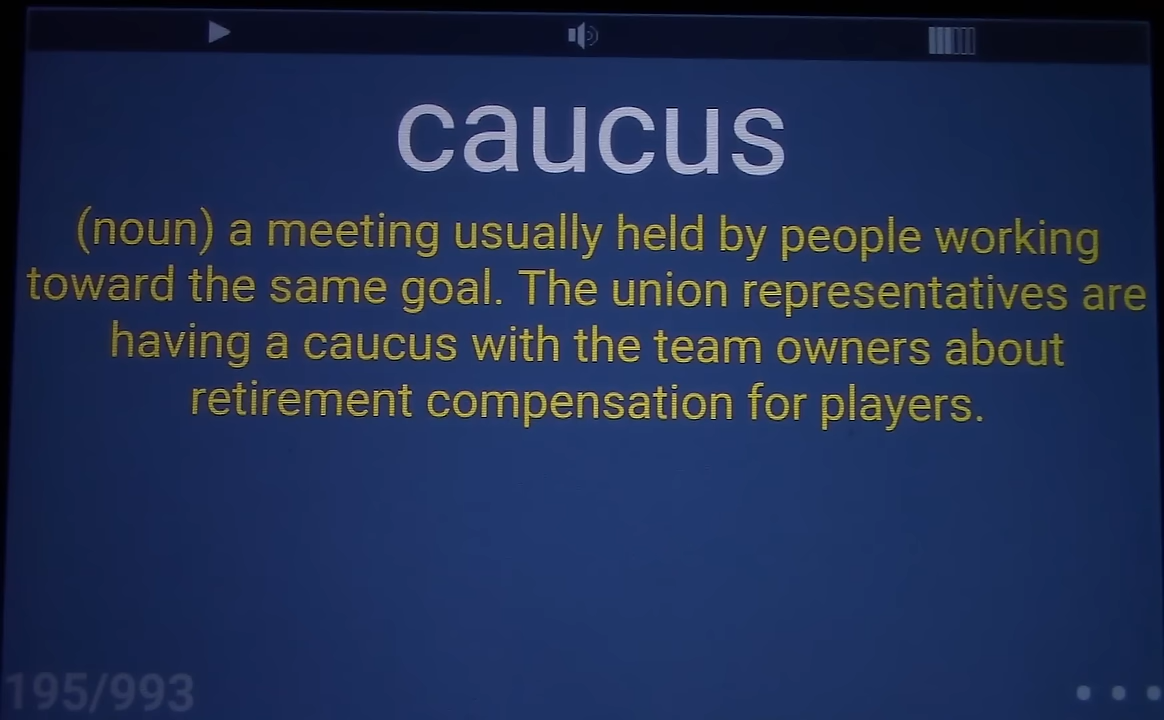 caucus
(noun) a meeting usually held by people working
toward the same goal. The union representatives are
having a caucus with the team owners about
retirement compensation for players.
195/993